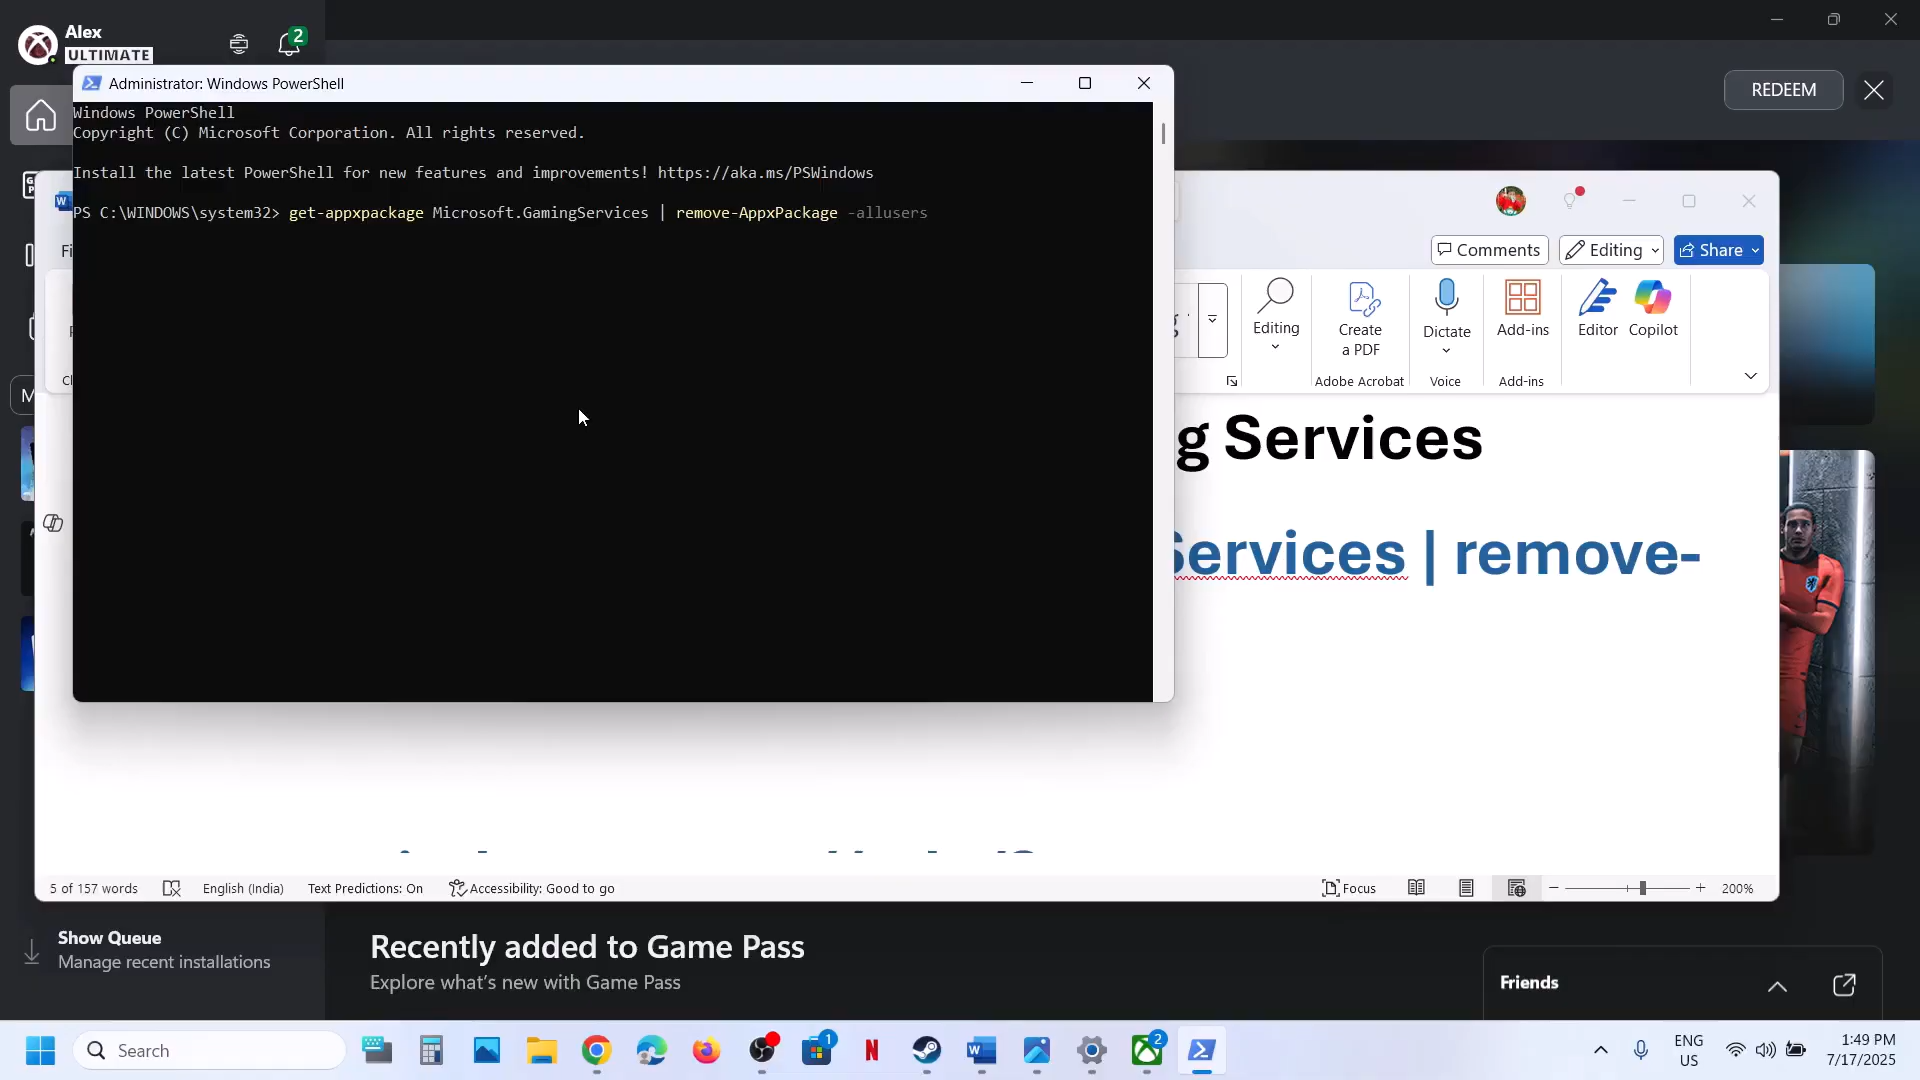 Alex
ULTIMATE
2
REDEEM
Administrator: Windows PowerShell
Windows PowerShell
Copyright (C) Microsoft Corporation. All rights reserved.
Install the latest PowerShell for new features and improvements! https://aka.ms/PSWindows
PS C:\WINDOWS\system32> get-appxpackage Microsoft.GamingServices | remove-AppxPackage -allusers
Fi
Comments
Editing
Share
Editing
Create
a PDF
Dictate
Add-ins
Editor
Copilot
Cl
Adobe Acrobat
Voice
Add-ins
M
g Services
Services | remove-
5 of 157 words
English (India)
Text Predictions: On
Accessibility: Good to go
Focus
200%
Show Queue
Manage recent installations
Recently added to Game Pass
Explore what's new with Game Pass
Friends
Search
1
2
ENG
US
1:49 PM
7/17/2025